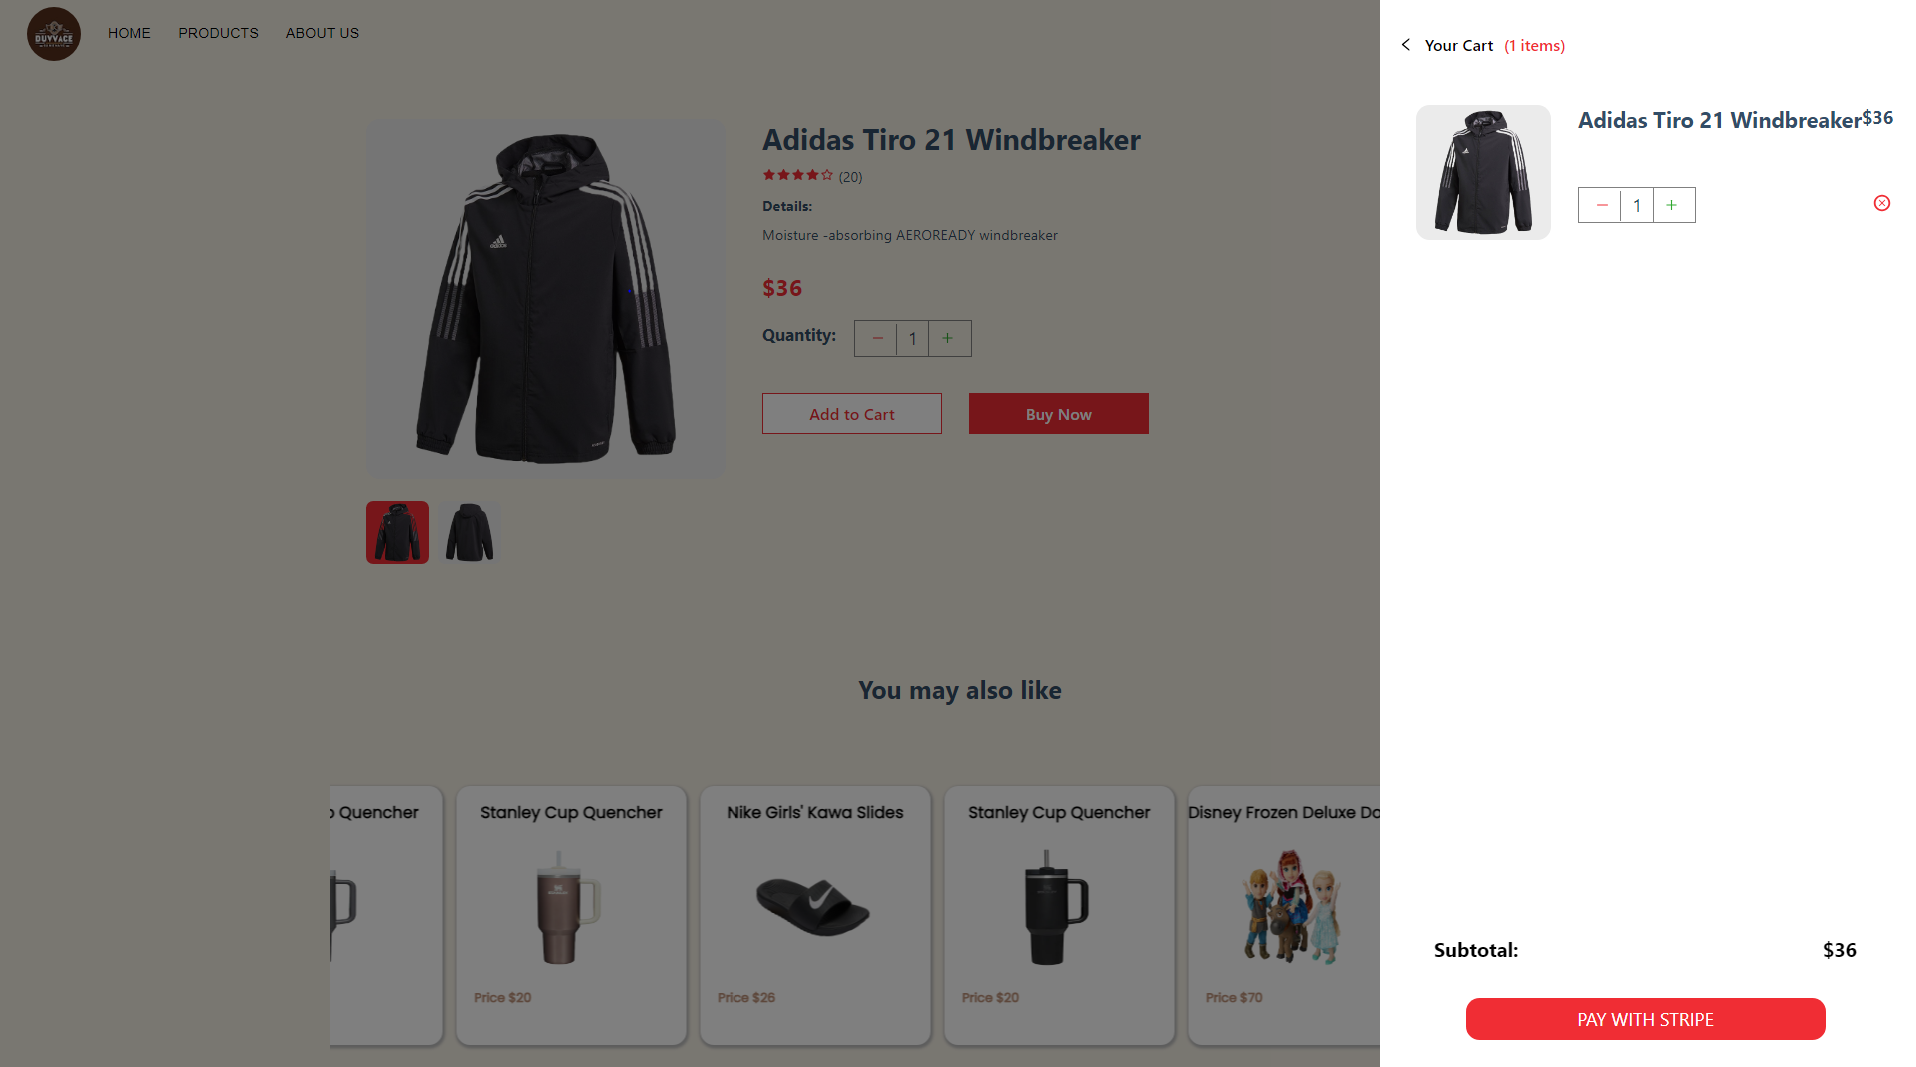 DUVVACE
HOME
PRODUCTS
ABOUT US
Adidas Tiro 21 Windbreaker
(20)
Details:
Moisture -absorbing AEROREADY windbreaker
$36
Quantity:
1
Add to Cart
Buy Now
You may also like
Quencher
Stanley Cup Quencher
Nike Girls' Kawa Slides
Stanley Cup Quencher
Disney Frozen Deluxe Do
Price $20
Price $26
Price $20
Price $70
Your Cart (1 items)
Adidas Tiro 21 Windbreaker$36
1
Subtotal: $36
PAY WITH STRIPE